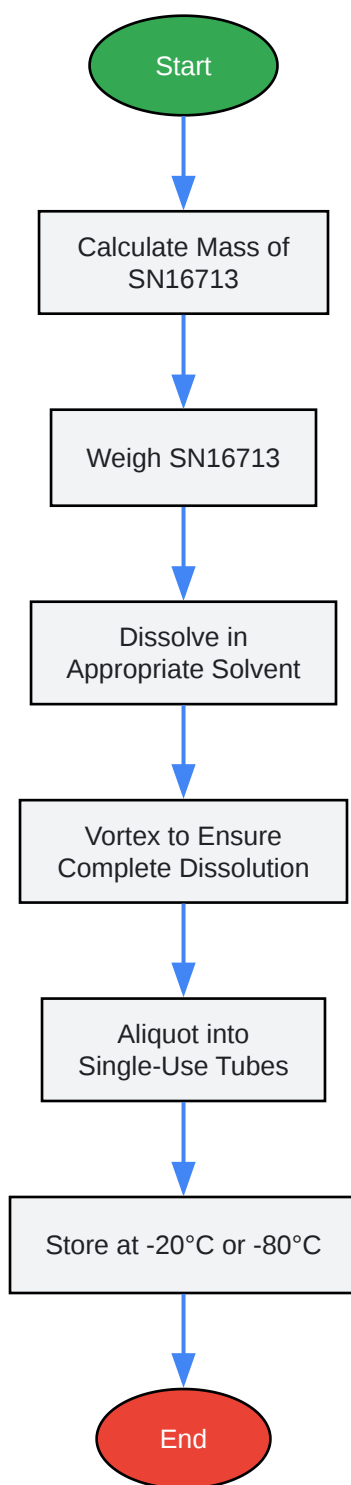 Start
Calculate Mass of
SN16713
Weigh SN16713
Dissolve in
Appropriate Solvent
Vortex to Ensure
Complete Dissolution
Aliquot into
Single-Use Tubes
Store at -20°C or -80°C
End